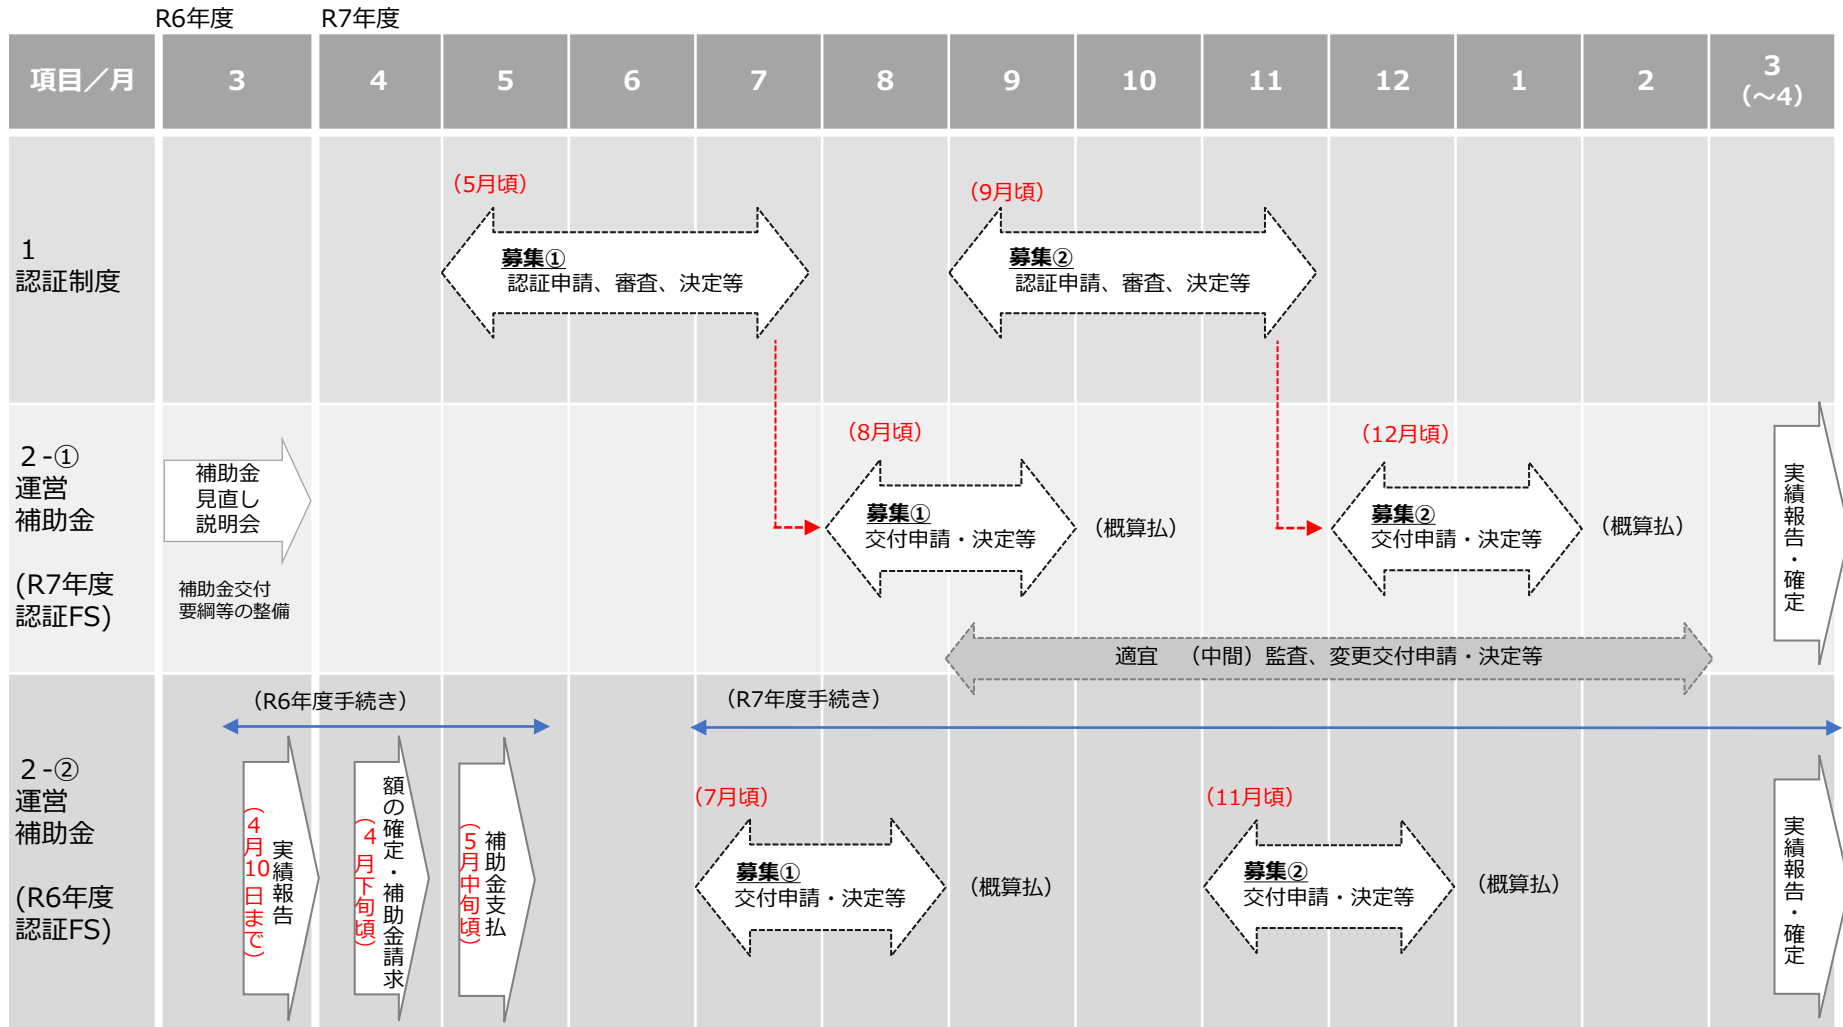 R6年度
R7年度
項目／月
3
4
5
6
7
8
9
10
11
12
1
2
3
（～4）
1
認証制度
（5月頃）
募集①
認証申請、審査、決定等
（9月頃）
募集②
認証申請、審査、決定等
２-①
運営
補助金
(R7年度
認証FS)
補助金
見直し
説明会
補助金交付
要綱等の整備
（8月頃）
募集①
交付申請・決定等
（概算払）
（12月頃）
募集②
交付申請・決定等
（概算払）
実績報告・確定
適宜　（中間）監査、変更交付申請・決定等
２-②
運営
補助金
(R6年度
認証FS)
（R6年度手続き）
実績報告
（４月10日まで）
額の確定・補助金請求
（４月下旬頃）
補助金支払
（５月中旬頃）
（R7年度手続き）
（7月頃）
募集①
交付申請・決定等
（概算払）
（11月頃）
募集②
交付申請・決定等
（概算払）
実績報告・確定